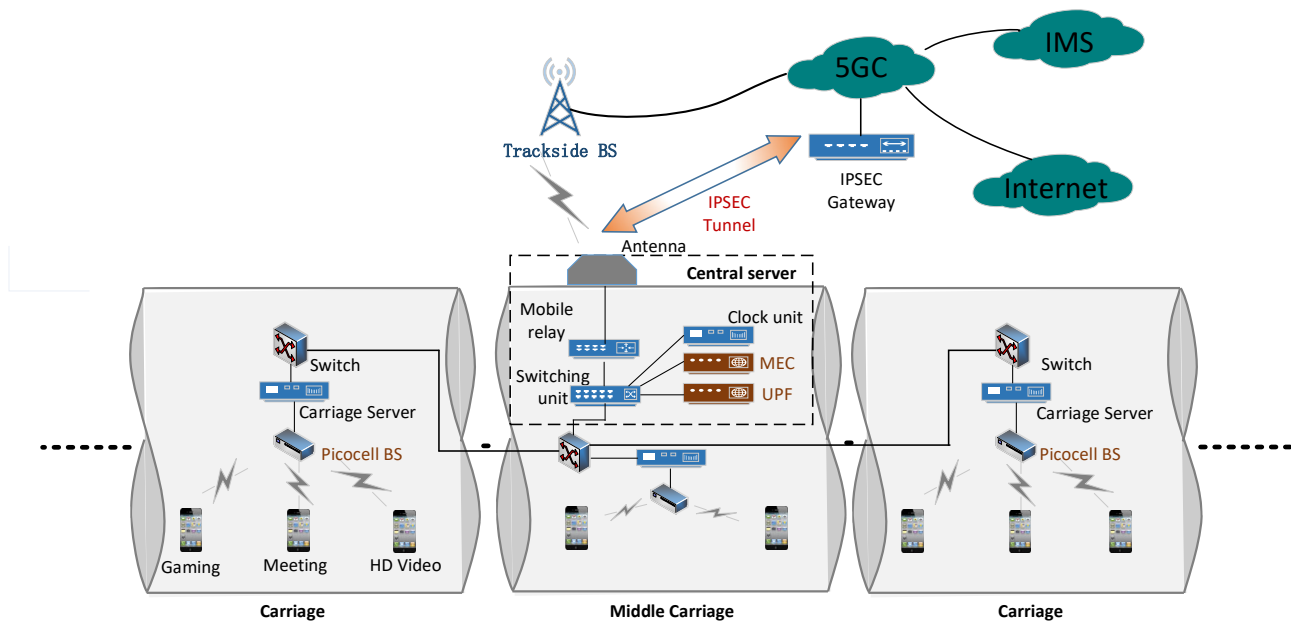 IMS
5GC
Trackside BS
IPSEC
Gateway
Internet
IPSEC
Tunnel
Antenna
Central server
Mobile
relay
Clock unit
MEC
Switching
unit
UPF
Switch
Carriage Server
Picocell BS
Switch
Carriage Server
Picocell BS
Gaming
Meeting
HD Video
Carriage
Middle Carriage
Carriage